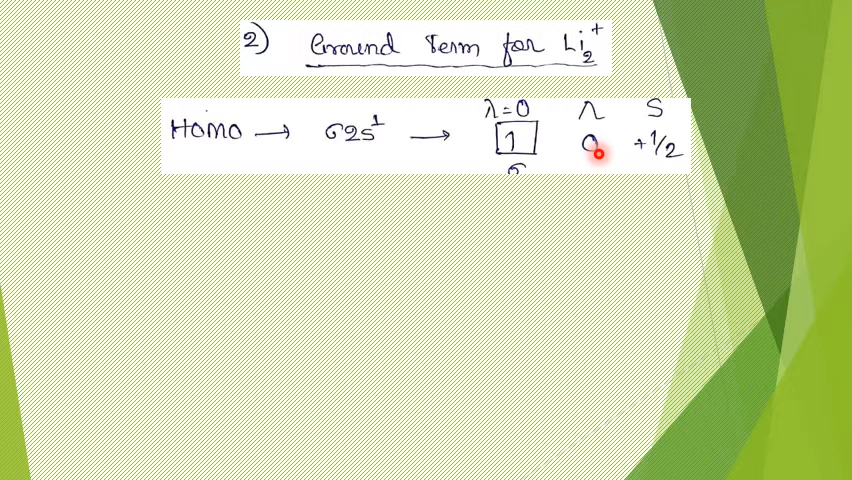 2) Ground Term for Li₂⁺
λ=0 Λ S
HOMO → σ2s¹ → 1 0 +1/2
σ